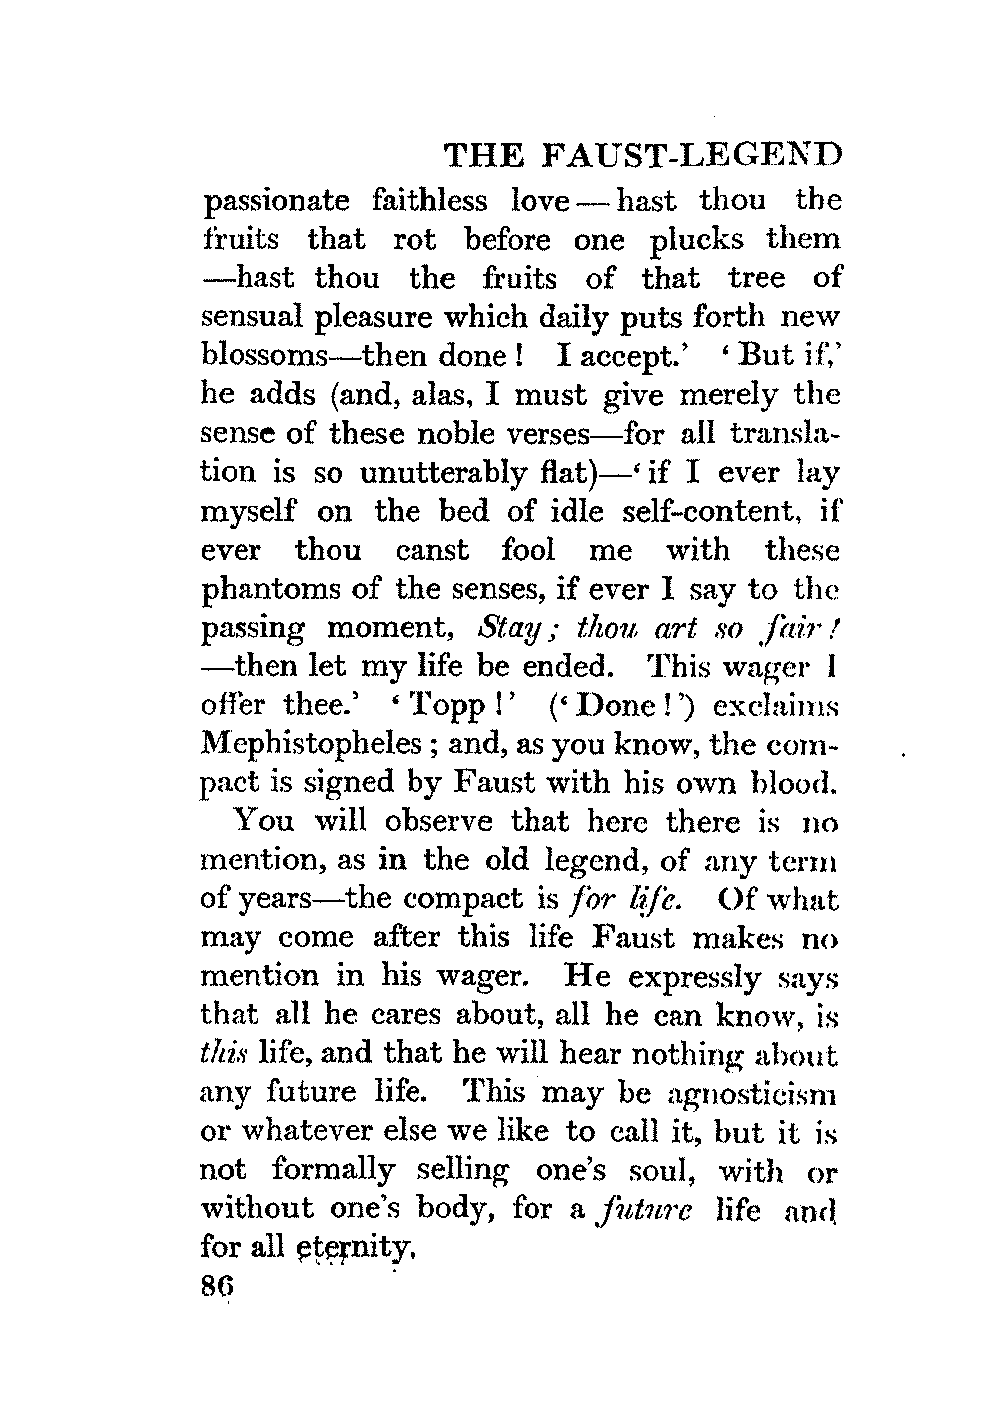 THE FAUST-LEGEND
passionate faithless love — hast thou the
fruits that rot before one plucks them
—hast thou the fruits of that tree of
sensual pleasure which daily puts forth new
blossoms—then done ! I accept.’ ‘ But if,’
he adds (and, alas, I must give merely the
sense of these noble verses—for all transla-
tion is so unutterably flat)—‘ if I ever lay
myself on the bed of idle self-content, if
ever thou canst fool me with these
phantoms of the senses, if ever I say to the
passing moment, Stay ; thou art so fair !
—then let my life be ended. This wager I
offer thee.’ ‘ Topp ! ’ (‘ Done ! ’) exclaims
Mephistopheles ; and, as you know, the com-
pact is signed by Faust with his own blood.
You will observe that here there is no
mention, as in the old legend, of any term
of years—the compact is for life. Of what
may come after this life Faust makes no
mention in his wager. He expressly says
that all he cares about, all he can know, is
this life, and that he will hear nothing about
any future life. This may be agnosticism
or whatever else we like to call it, but it is
not formally selling one’s soul, with or
without one’s body, for a future life and
for all eternity.
86